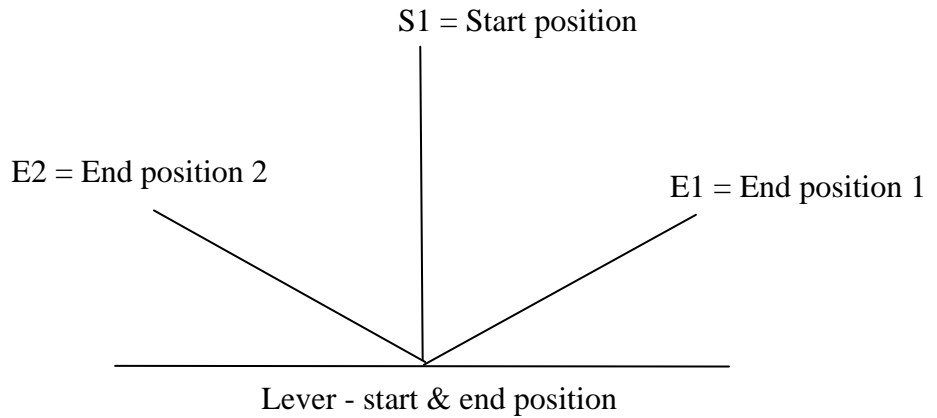 S1 = Start position
E2 = End position 2
E1 = End position 1
Lever - start & end position